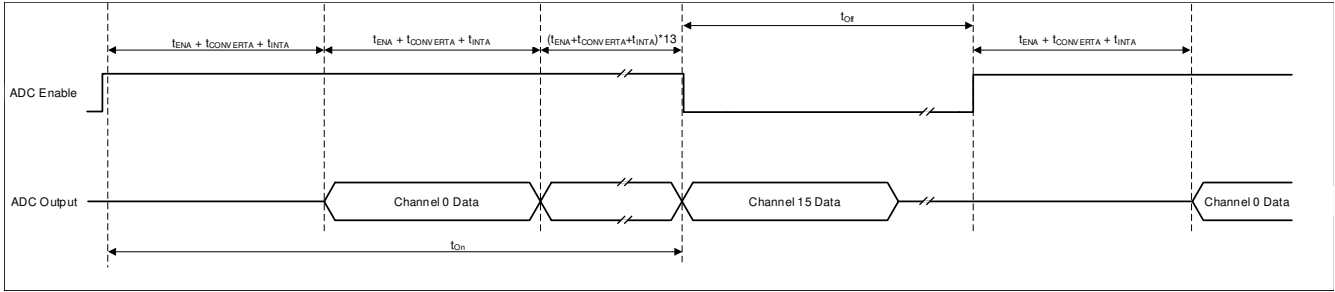 tOff
tENA + tCONVERTA + tINTA
tENA + tCONVERTA + tINTA
(tENA+tCONVERTA+tINTA)*13
tENA + tCONVERTA + tINTA
ADC Enable
ADC Output
Channel 0 Data
Channel 15 Data
Channel 0 Data
tOn